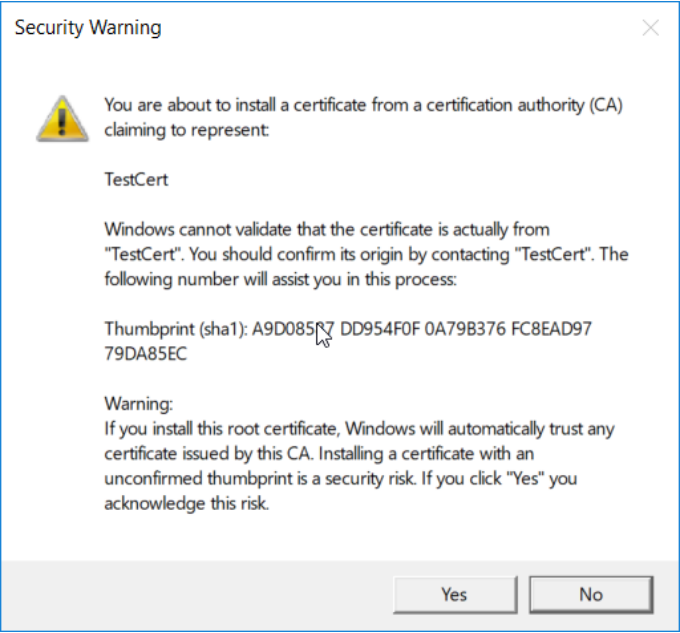 Security Warning
You are about to install a certificate from a certification authority (CA)
claiming to represent:
TestCert
Windows cannot validate that the certificate is actually from
"TestCert". You should confirm its origin by contacting "TestCert". The
following number will assist you in this process:
Thumbprint (sha1): DD954F0F 0A79B376 FC8EAD97
79DA85EC
Warning:
If you install this root certificate, Windows will automatically trust any
certificate issued by this CA. Installing a certificate with an
unconfirmed thumbprint is a security risk. If you click "Yes" you
acknowledge this risk.
Yes
No